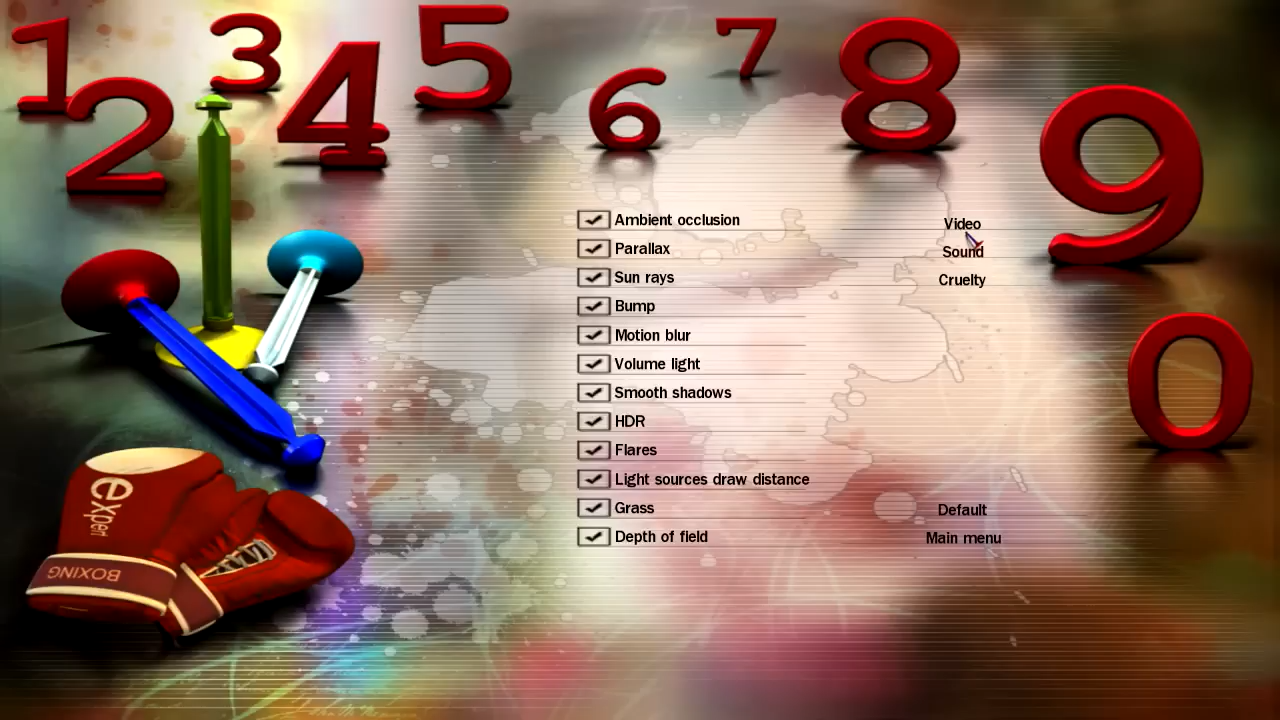 1
2
3
4
5
6
7
8
9
0
Ambient occlusion
Parallax
Sun rays
Bump
Motion blur
Volume light
Smooth shadows
HDR
Flares
Light sources draw distance
Grass
Depth of field
Video
Sound
Cruelty
Default
Main menu
expert
BOXING